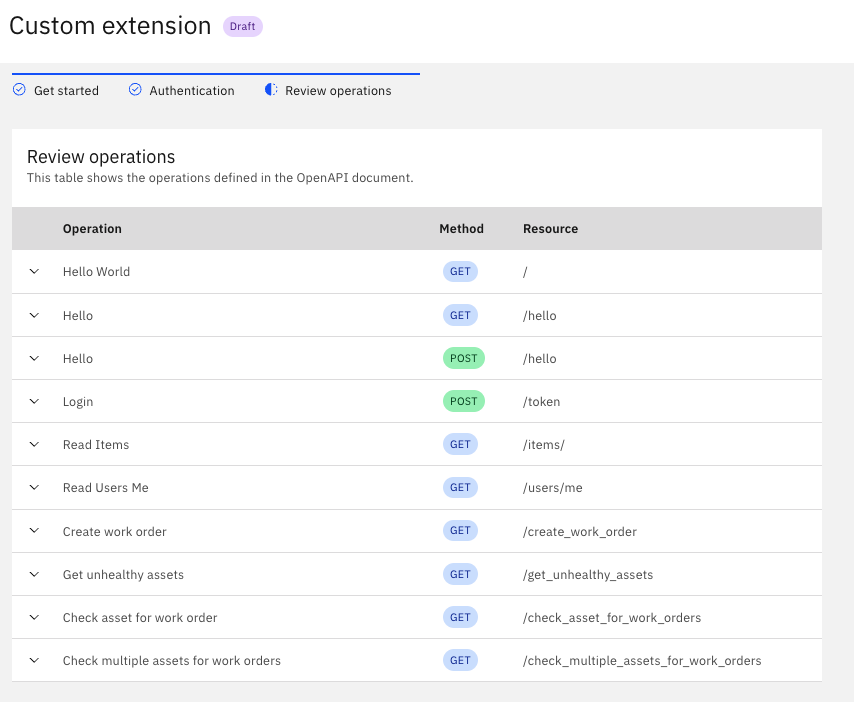 Custom extension Draft
Get started Authentication Review operations
Review operations
This table shows the operations defined in the OpenAPI document.
Operation Method Resource
Hello World GET /
Hello GET /hello
Hello POST /hello
Login POST /token
Read Items GET /items/
Read Users Me GET /users/me
Create work order GET /create_work_order
Get unhealthy assets GET /get_unhealthy_assets
Check asset for work order GET /check_asset_for_work_orders
Check multiple assets for work orders GET /check_multiple_assets_for_work_orders